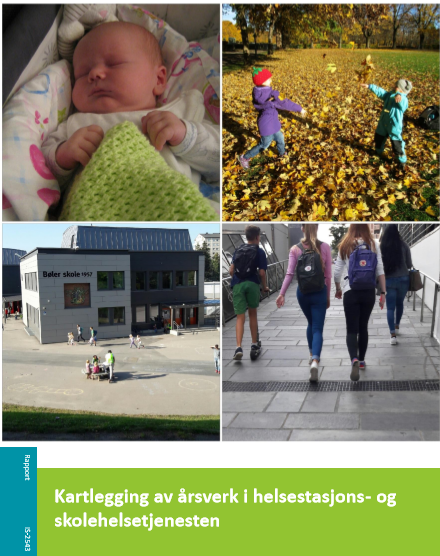 Bøler skole 1957
Rapport
IS-2543
Kartlegging av årsverk i helsestasjons- og
skolehelsetjenesten